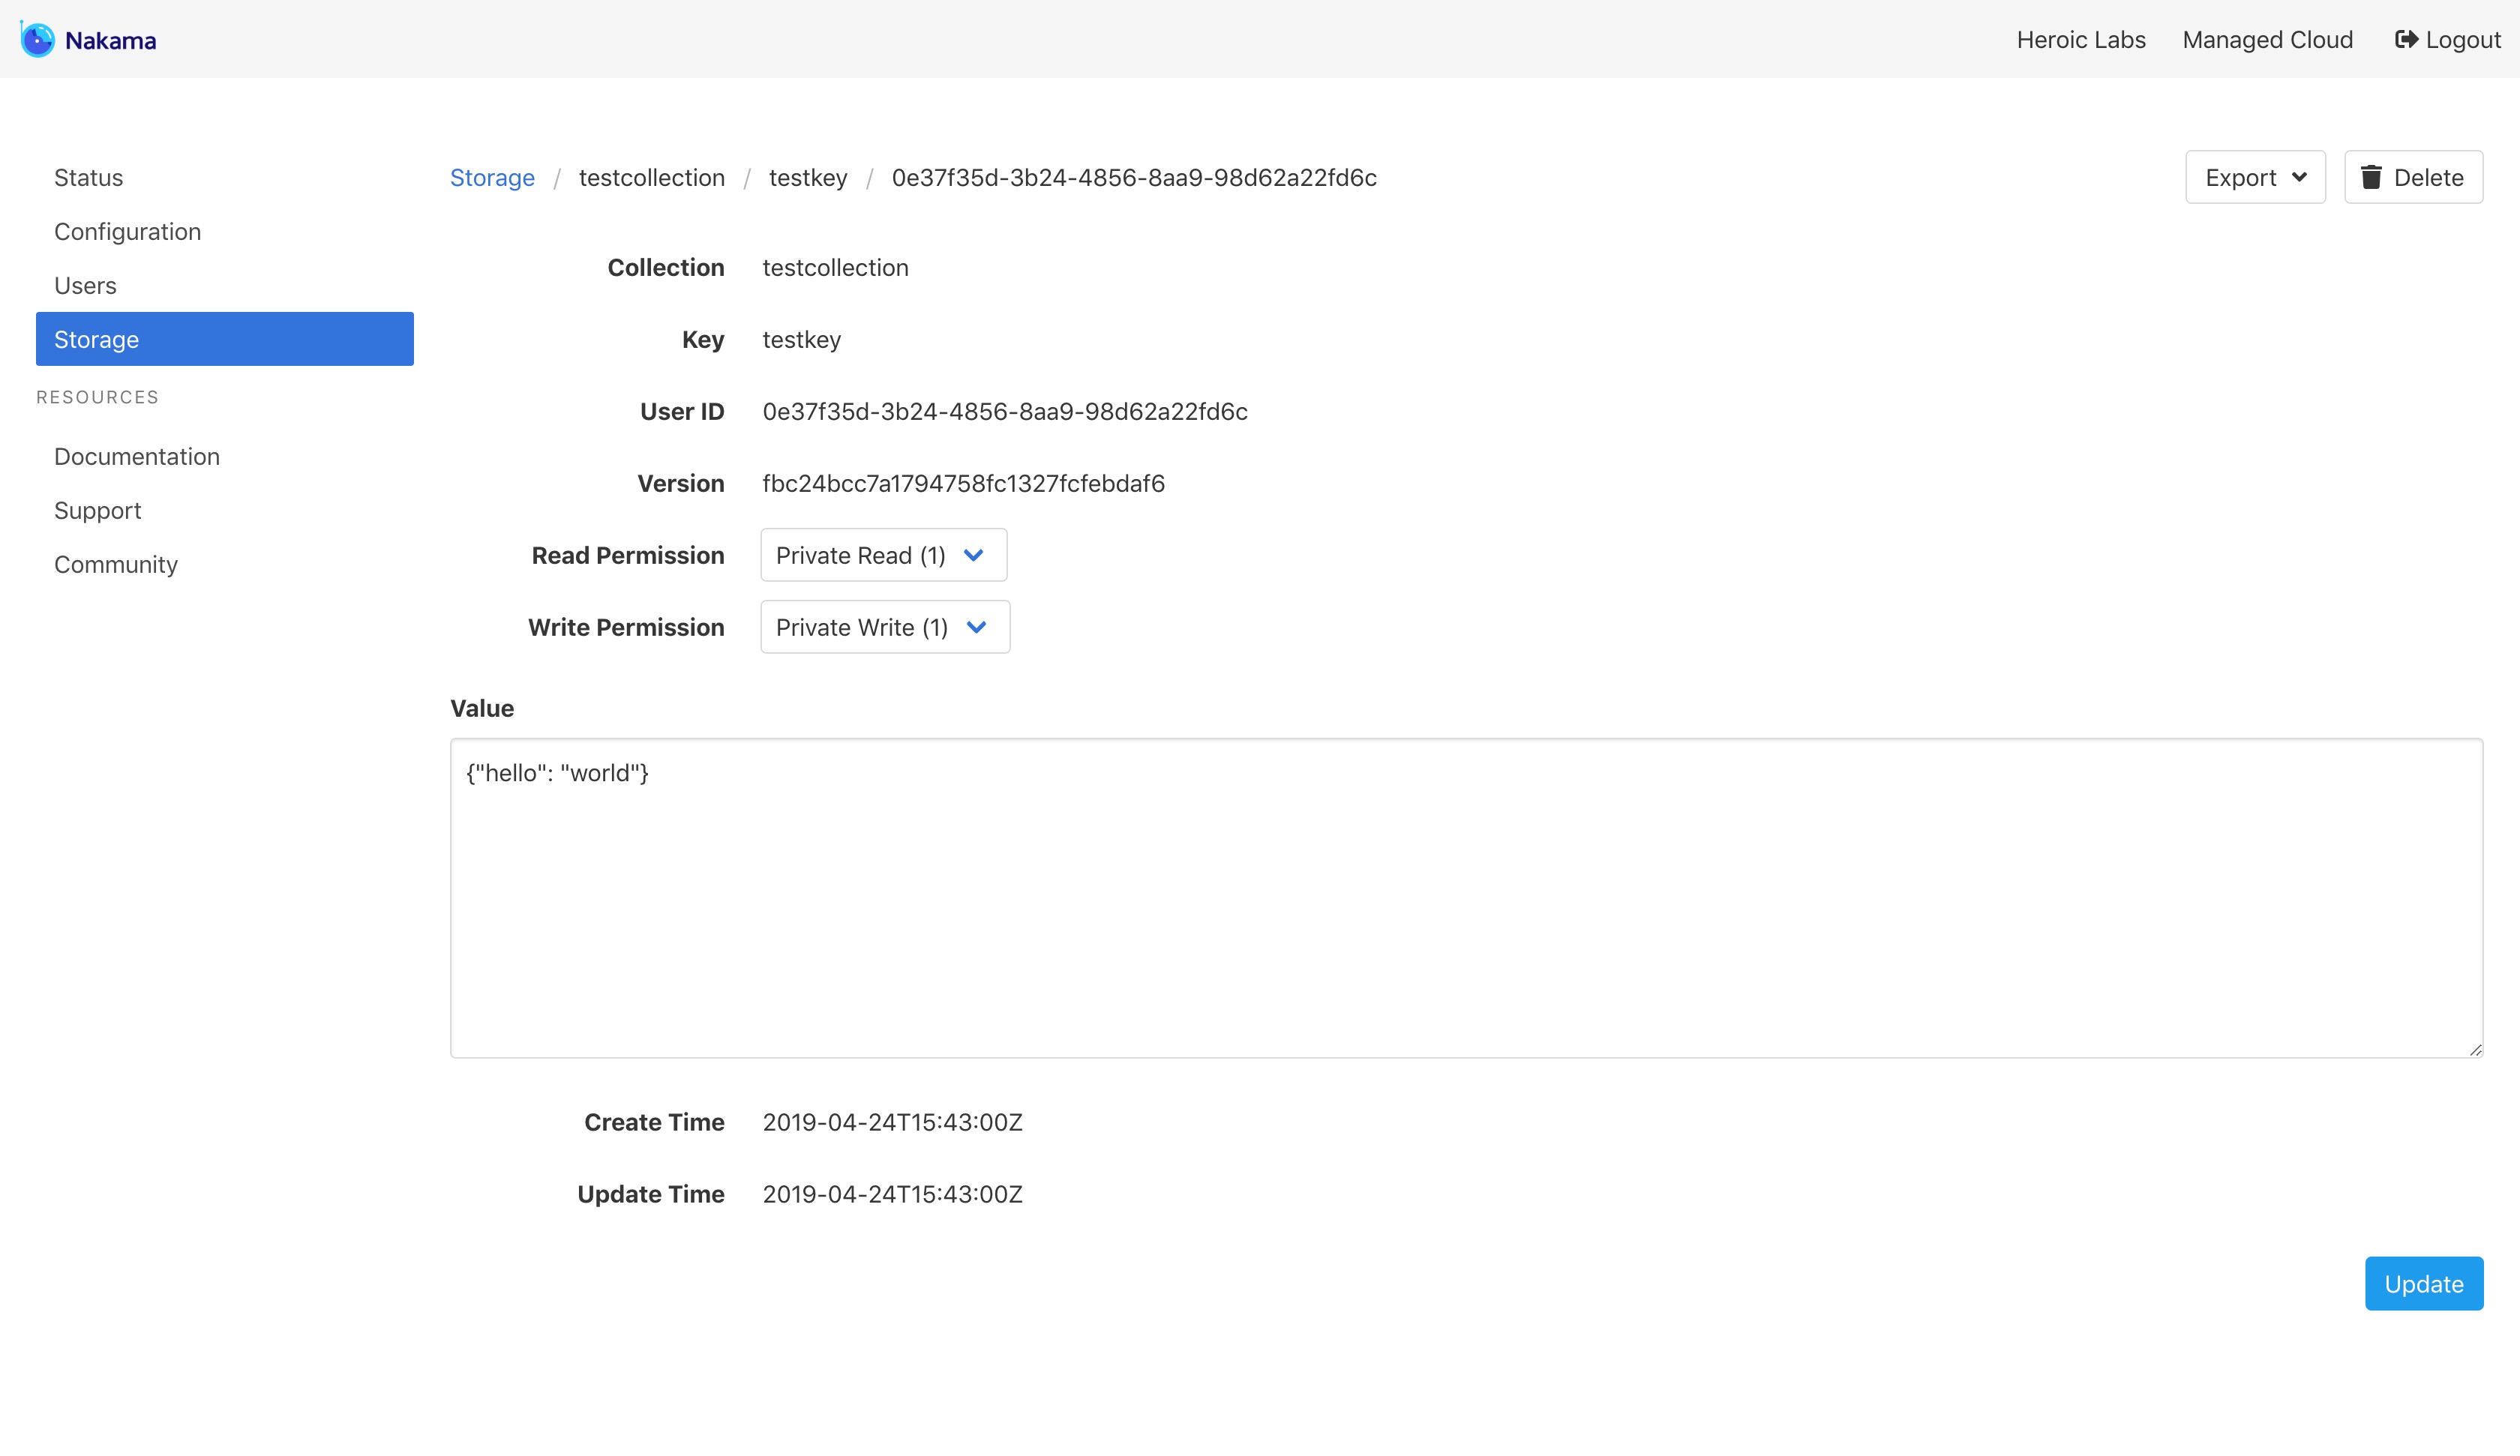 Nakama
Heroic Labs Managed Cloud Logout
Status
Configuration
Users
Storage
RESOURCES
Documentation
Support
Community
Storage / testcollection / testkey / 0e37f35d-3b24-4856-8aa9-98d62a22fd6c
Export Delete
Collection testcollection
Key testkey
User ID 0e37f35d-3b24-4856-8aa9-98d62a22fd6c
Version fbc24bcc7a1794758fc1327fcfebdaf6
Read Permission Private Read (1)
Write Permission Private Write (1)
Value
{"hello": "world"}
Create Time 2019-04-24T15:43:00Z
Update Time 2019-04-24T15:43:00Z
Update